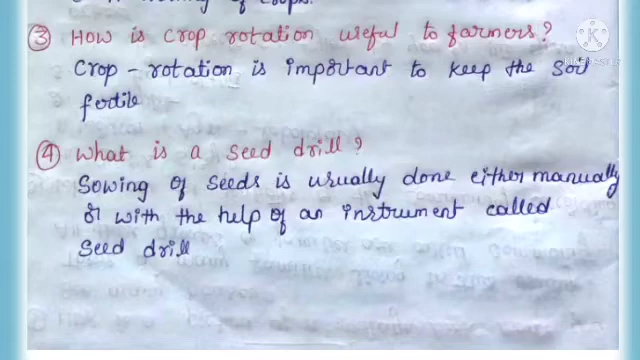 ③ How is crop rotation useful to farmers?
Crop - rotation is important to keep the soil
fertile
④ What is a seed drill?
Sowing of seeds is usually done either manually
or with the help of an instrument called
seed drill